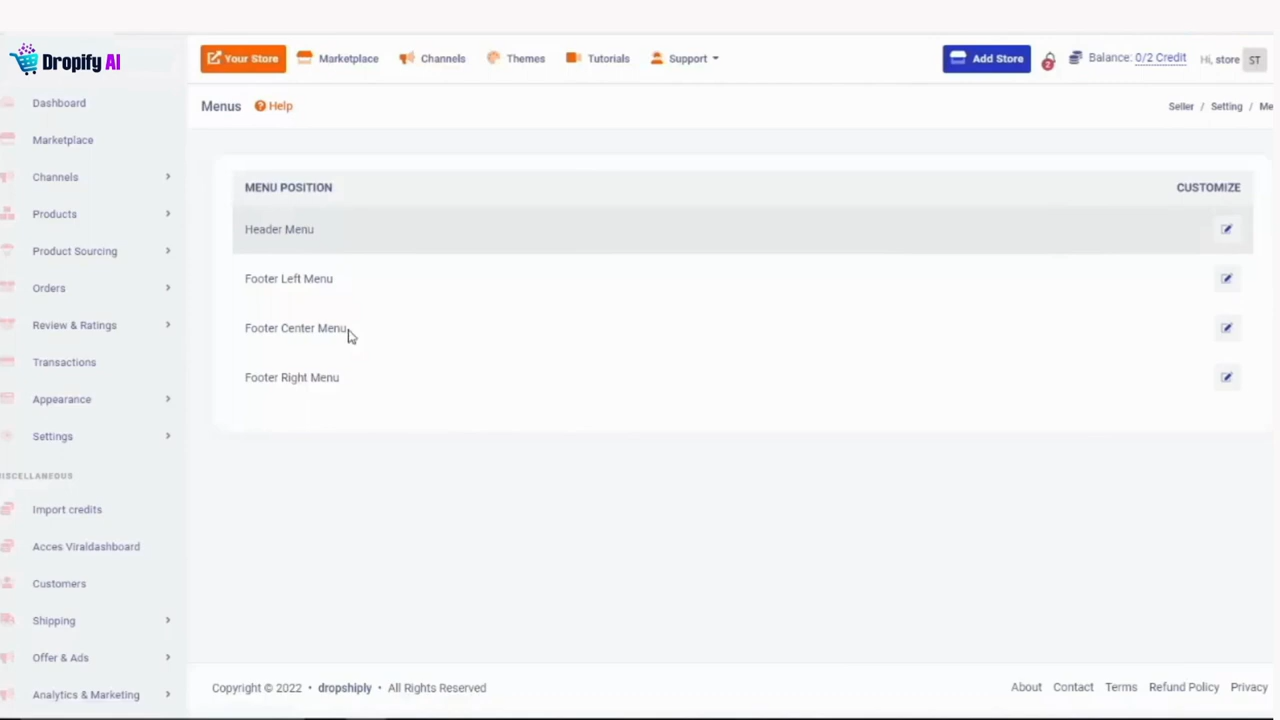 Dropify AI
Your Store
Marketplace
Channels
Themes
Tutorials
Support
Add Store
2
Balance: 0/2 Credit
Hi, store
ST
Menus
Help
Seller / Setting / Me
Dashboard
Marketplace
Channels
Products
Product Sourcing
Orders
Review & Ratings
Transactions
Appearance
Settings
ISCELLANEOUS
Import credits
Acces Viraldashboard
Customers
Shipping
Offer & Ads
Analytics & Marketing
MENU POSITION CUSTOMIZE
Header Menu
Footer Left Menu
Footer Center Menu
Footer Right Menu
Copyright © 2022 • dropshiply • All Rights Reserved
About Contact Terms Refund Policy Privacy